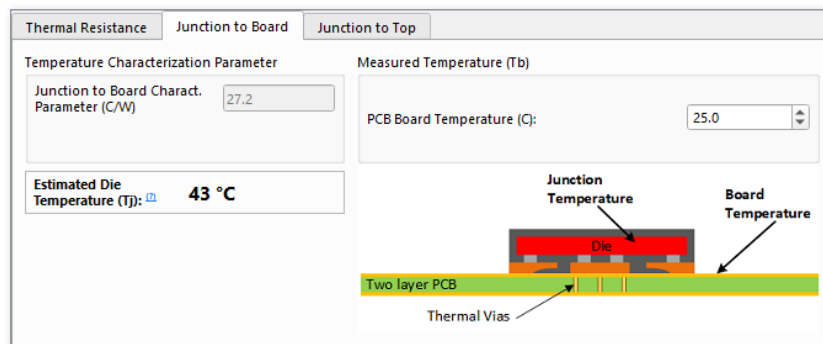 Thermal Resistance
Junction to Board
Junction to Top
Temperature Characterization Parameter
Junction to Board Charact.
Parameter (C/W)
27.2
Estimated Die
Temperature (Tj): (?)
43 °C
Measured Temperature (Tb)
PCB Board Temperature (C):
25.0
Junction
Temperature
Board
Temperature
Die
Two layer PCB
Thermal Vias